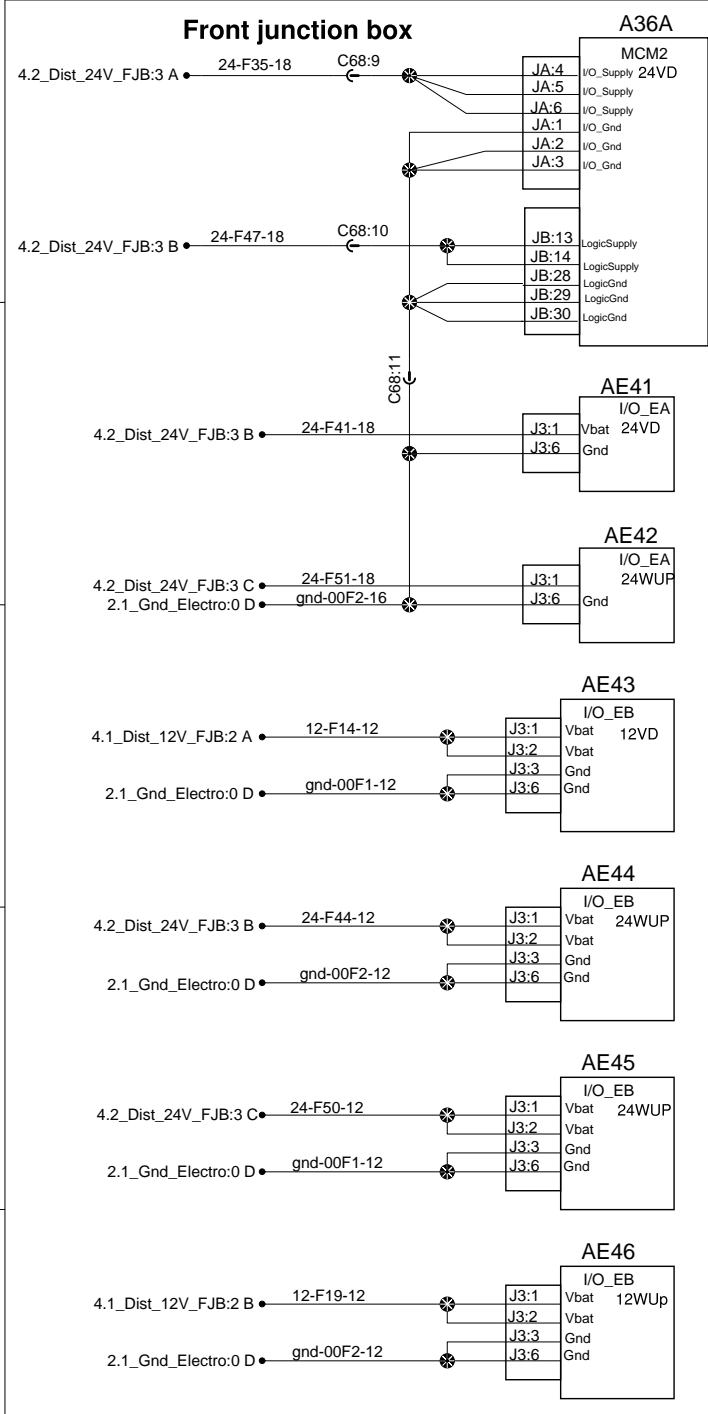 Front junction box
A36A
MCM2
24VD
4.2_Dist_24V_FJB:3 A
24-F35-18
C68:9
JA:4
I/O_Supply
JA:5
I/O_Supply
JA:6
I/O_Supply
JA:1
I/O_Gnd
JA:2
I/O_Gnd
JA:3
I/O_Gnd
4.2_Dist_24V_FJB:3 B
24-F47-18
C68:10
JB:13
LogicSupply
JB:14
LogicSupply
JB:28
LogicGnd
JB:29
LogicGnd
JB:30
LogicGnd
C68:11
AE41
I/O_EA
24VD
4.2_Dist_24V_FJB:3 B
24-F41-18
J3:1
Vbat
J3:6
Gnd
AE42
I/O_EA
24WUP
4.2_Dist_24V_FJB:3 C
24-F51-18
J3:1
2.1_Gnd_Electro:0 D
gnd-00F2-16
J3:6
Gnd
AE43
I/O_EB
12VD
4.1_Dist_12V_FJB:2 A
12-F14-12
J3:1
Vbat
J3:2
Vbat
J3:3
Gnd
2.1_Gnd_Electro:0 D
gnd-00F1-12
J3:6
Gnd
AE44
I/O_EB
24WUP
4.2_Dist_24V_FJB:3 B
24-F44-12
J3:1
Vbat
J3:2
Vbat
J3:3
Gnd
2.1_Gnd_Electro:0 D
gnd-00F2-12
J3:6
Gnd
AE45
I/O_EB
24WUP
4.2_Dist_24V_FJB:3 C
24-F50-12
J3:1
Vbat
J3:2
Vbat
J3:3
Gnd
2.1_Gnd_Electro:0 D
gnd-00F1-12
J3:6
Gnd
AE46
I/O_EB
12WUp
4.1_Dist_12V_FJB:2 B
12-F19-12
J3:1
Vbat
J3:2
Vbat
J3:3
Gnd
2.1_Gnd_Electro:0 D
gnd-00F2-12
J3:6
Gnd